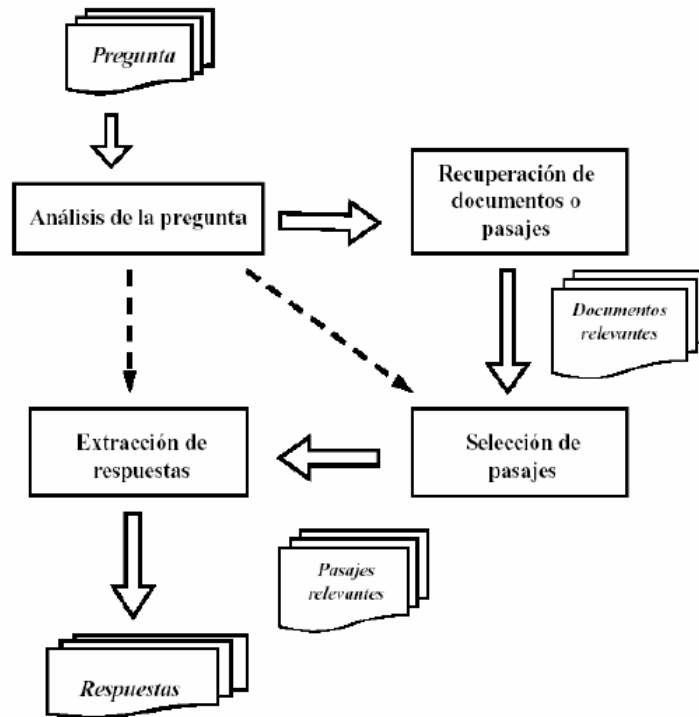 Pregunta
Análisis de la pregunta
Recuperación de
documentos o
pasajes
Documentos
relevantes
Extracción de
respuestas
Selección de
pasajes
Pasajes
relevantes
Respuestas